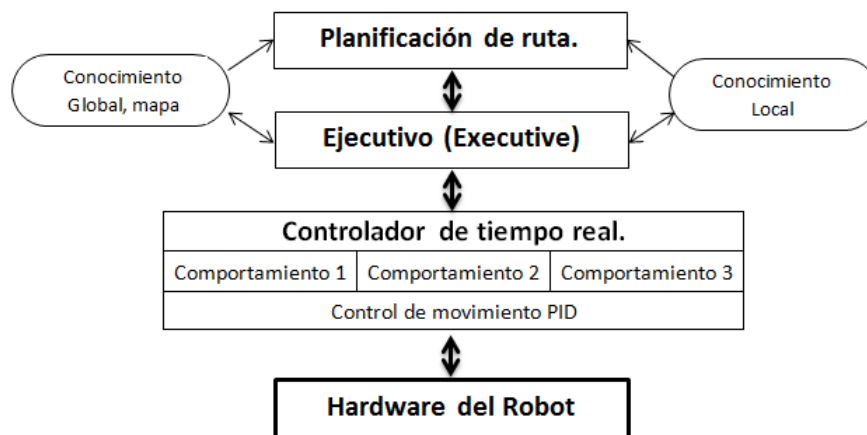 Planificación de ruta.
Conocimiento
Global, mapa
Conocimiento
Local
Ejecutivo (Executive)
Controlador de tiempo real.
Comportamiento 1
Comportamiento 2
Comportamiento 3
Control de movimiento PID
Hardware del Robot